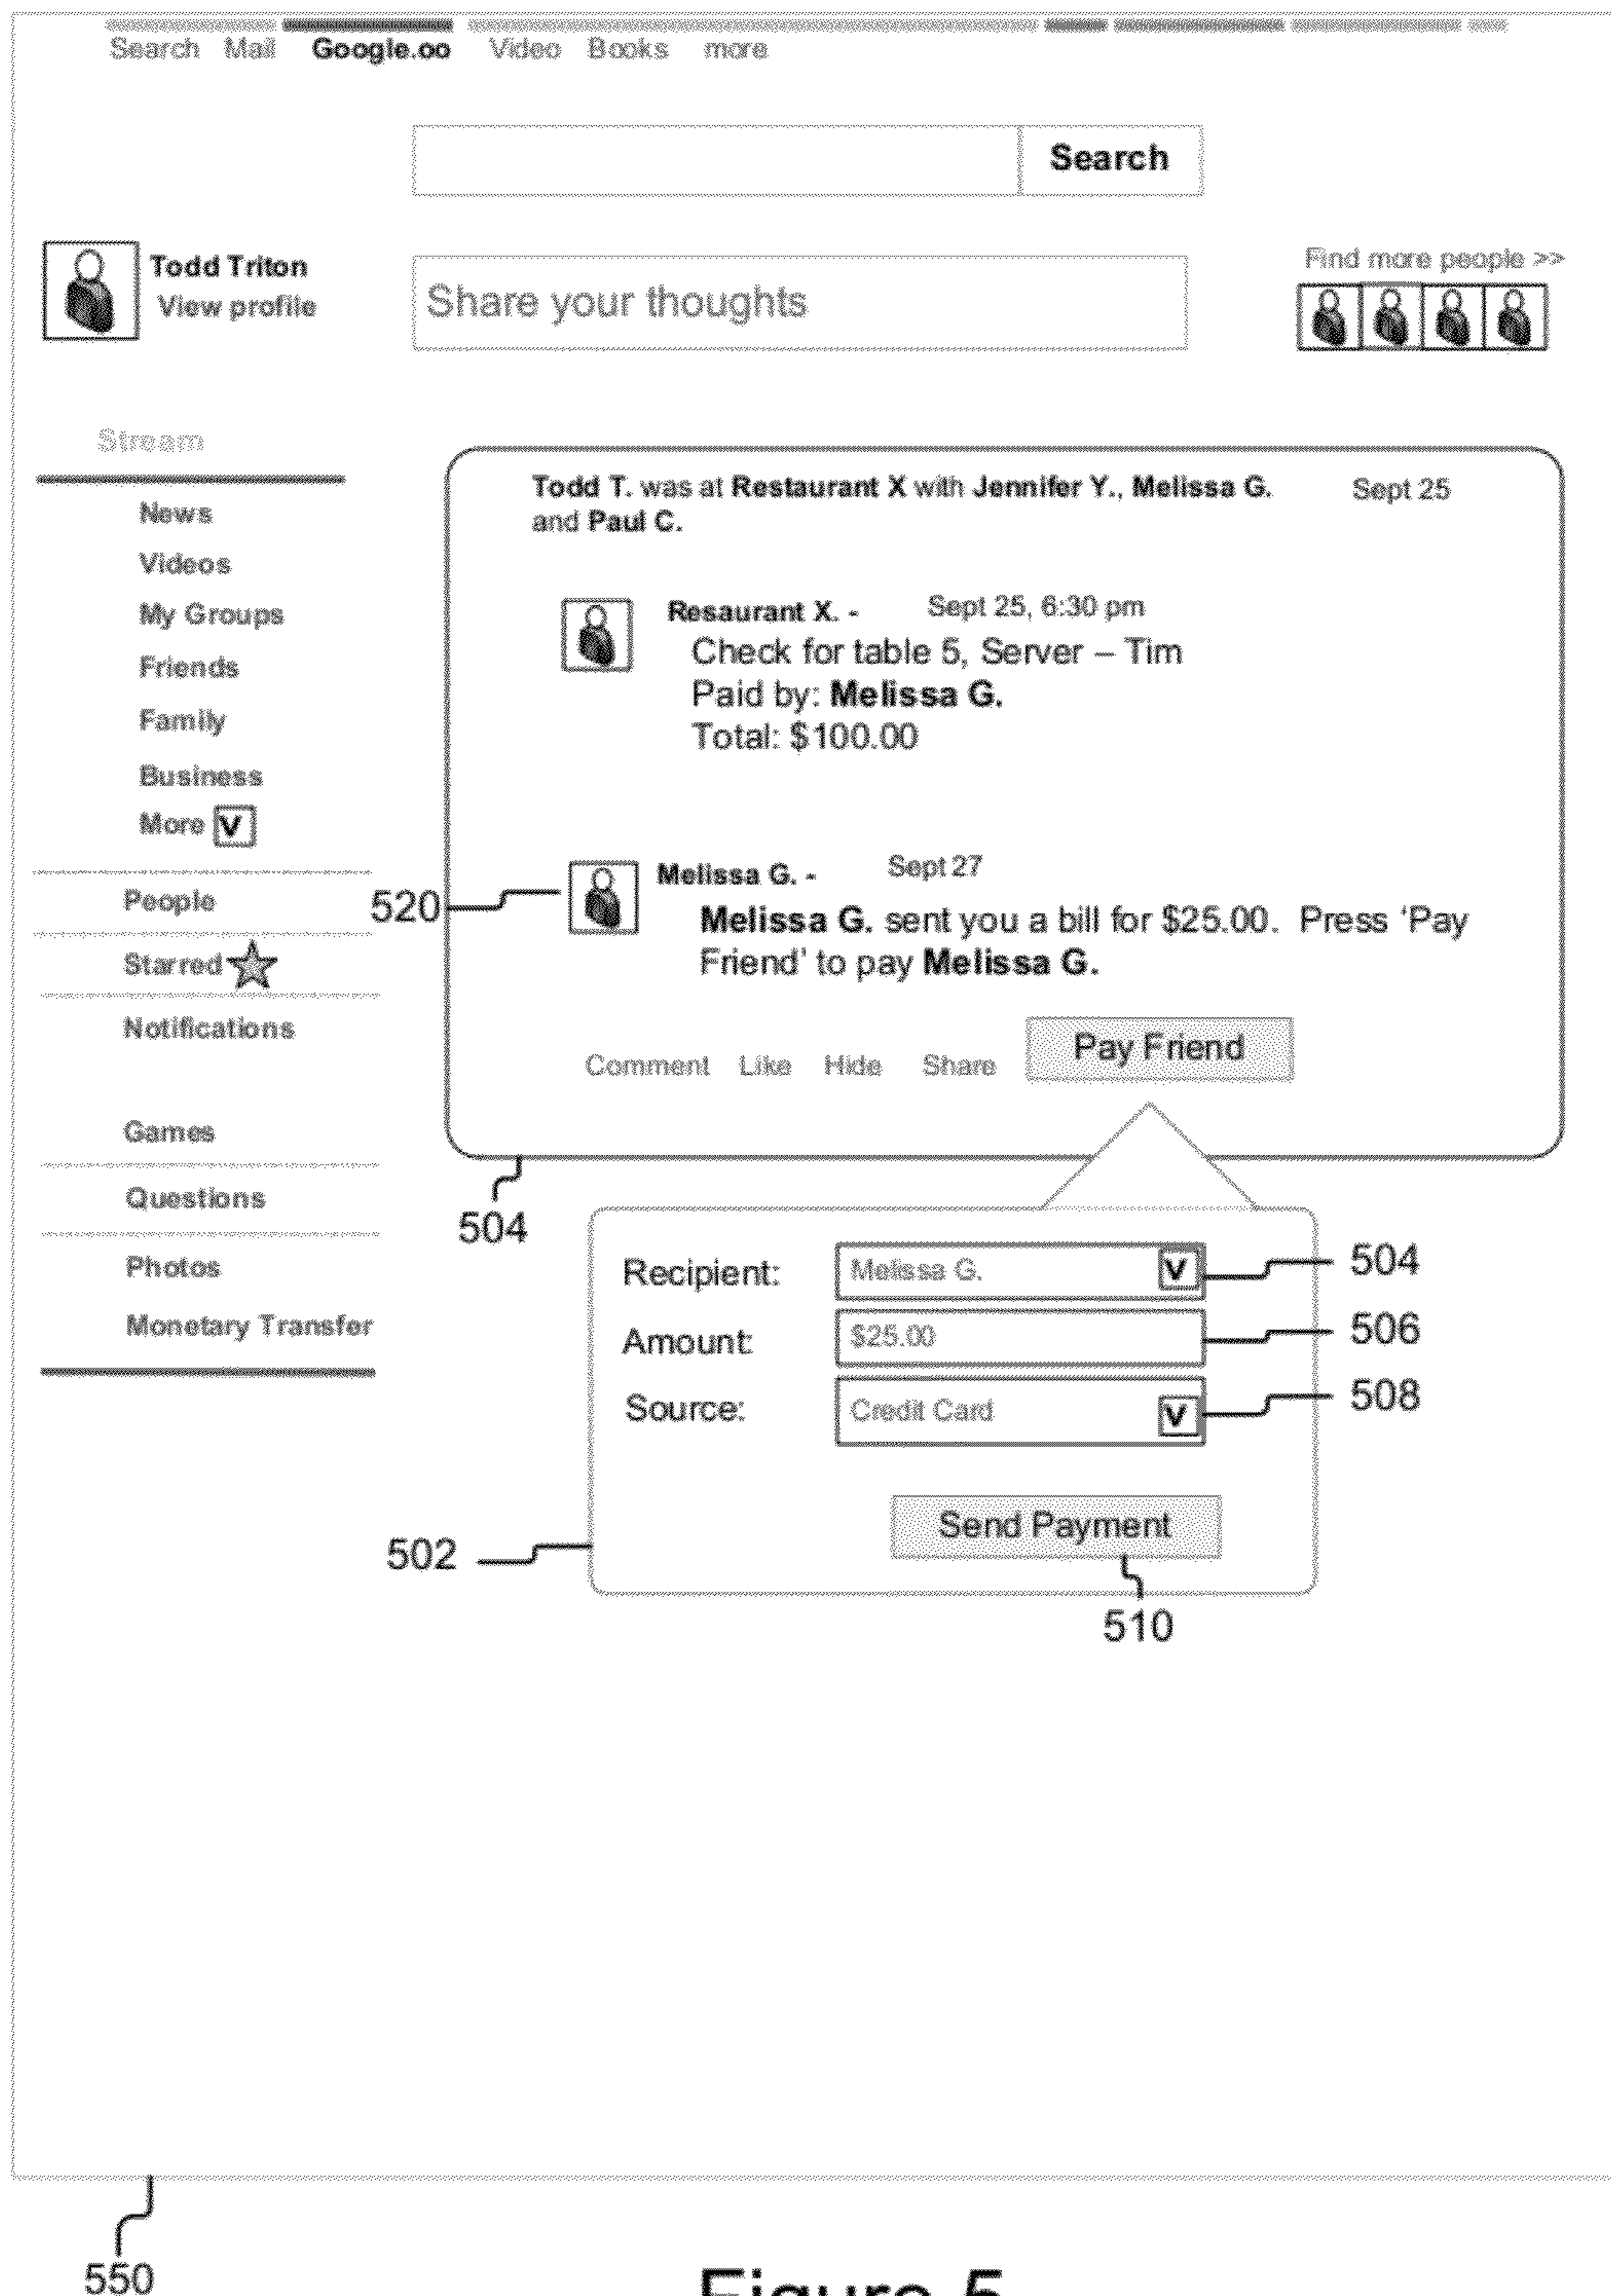 Search Mail Google.oo Video Books more
Search
Todd Triton
View profile
Share your thoughts
Find more people >>
Stream
News
Videos
My Groups
Friends
Family
Business
More V
People
Starred
Notifications
Games
Questions
Photos
Monetary Transfer
Todd T. was at Restaurant X with Jennifer Y., Melissa G.
and Paul C.
Sept 25
Resaurant X. - Sept 25, 6:30 pm
Check for table 5, Server – Tim
Paid by: Melissa G.
Total: $100.00
520
Melissa G. - Sept 27
Melissa G. sent you a bill for $25.00. Press ‘Pay
Friend’ to pay Melissa G.
Comment Like Hide Share Pay Friend
504
Recipient: Melissa G. V 504
Amount: $25.00 506
Source: Credit Card V 508
Send Payment
502
510
550
Figure 5